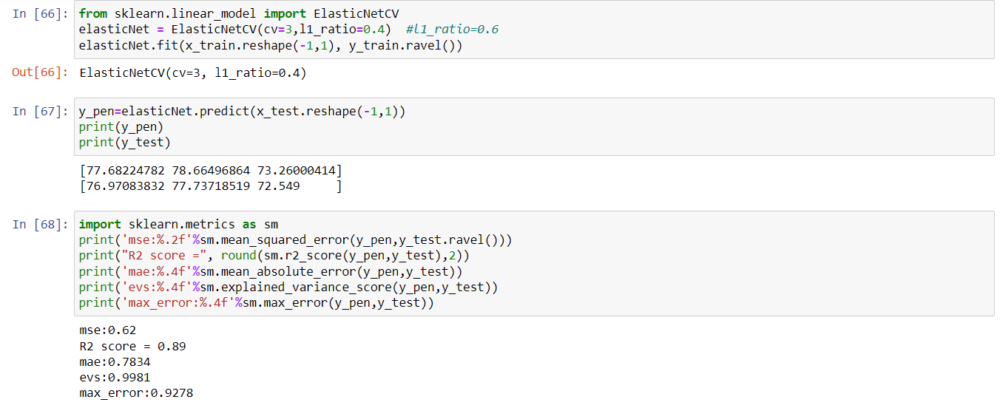 In [66]: from sklearn.linear_model import ElasticNetCV
elasticNet = ElasticNetCV(cv=3,l1_ratio=0.4)  #l1_ratio=0.6
elasticNet.fit(x_train.reshape(-1,1), y_train.ravel())
Out[66]: ElasticNetCV(cv=3, l1_ratio=0.4)
In [67]: y_pen=elasticNet.predict(x_test.reshape(-1,1))
print(y_pen)
print(y_test)
[77.68224782 78.66496864 73.26000414]
[76.97083832 77.73718519 72.549     ]
In [68]: import sklearn.metrics as sm
print('mse:%.2f'%sm.mean_squared_error(y_pen,y_test.ravel()))
print("R2 score =", round(sm.r2_score(y_pen,y_test),2))
print('mae:%.4f'%sm.mean_absolute_error(y_pen,y_test))
print('evs:%.4f'%sm.explained_variance_score(y_pen,y_test))
print('max_error:%.4f'%sm.max_error(y_pen,y_test))
mse:0.62
R2 score = 0.89
mae:0.7834
evs:0.9981
max_error:0.9278